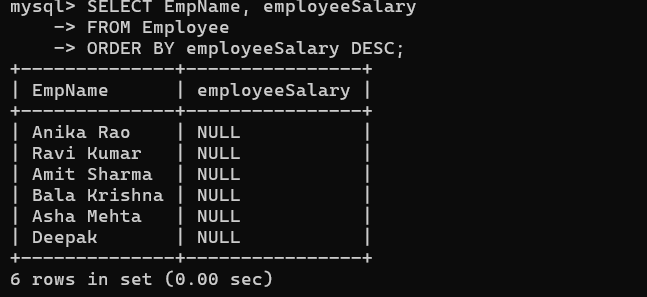 mysql> SELECT EmpName, employeeSalary
    -> FROM Employee
    -> ORDER BY employeeSalary DESC;
+--------------+----------------+
| EmpName      | employeeSalary |
+--------------+----------------+
| Anika Rao    | NULL           |
| Ravi Kumar   | NULL           |
| Amit Sharma  | NULL           |
| Bala Krishna | NULL           |
| Asha Mehta   | NULL           |
| Deepak       | NULL           |
+--------------+----------------+
6 rows in set (0.00 sec)